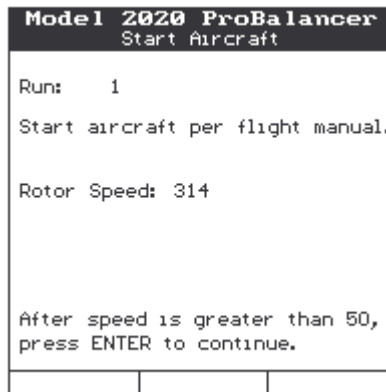 Model 2020 ProBalancer
Start Aircraft
Run: 1
Start aircraft per flight manual.
Rotor Speed: 314
After speed is greater than 50,
press ENTER to continue.